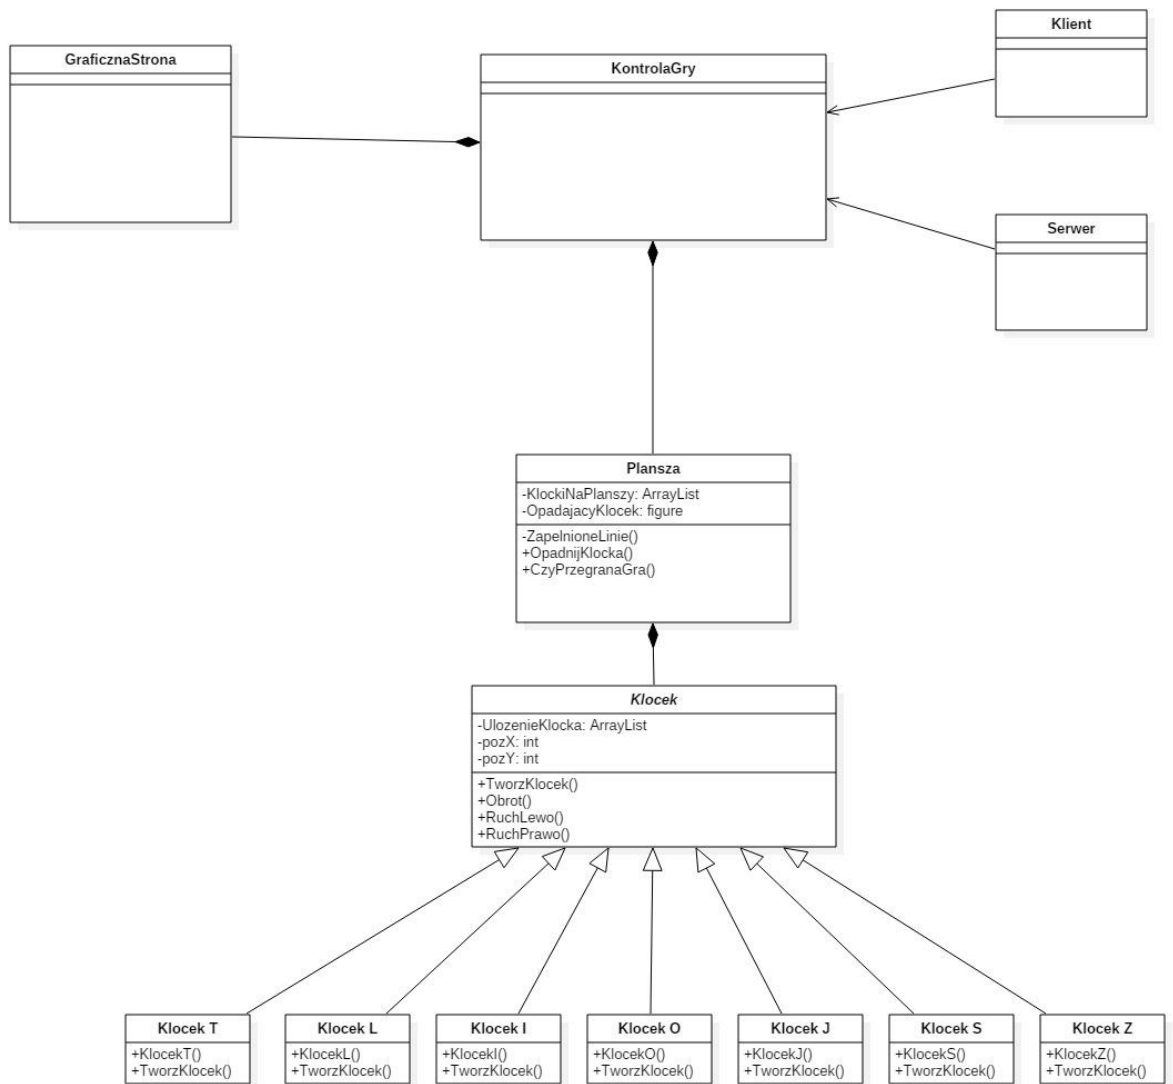 GraficznaStrona
KontrolaGry
Klient
Serwer
Plansza
-KlockiNaPlanszy: ArrayList
-OpadajacyKlocek: figure
-ZapelnioneLinie()
+OpadnijKlocka()
+CzyPrzegranaGra()
Klocek
-UlozenieKlocka: ArrayList
-pozX: int
-pozY: int
+TworzKlocek()
+Obrot()
+RuchLewo()
+RuchPrawo()
Klocek T
+KlocekT()
+TworzKlocek()
Klocek L
+KlocekL()
+TworzKlocek()
Klocek I
+KlocekI()
+TworzKlocek()
Klocek O
+KlocekO()
+TworzKlocek()
Klocek J
+KlocekJ()
+TworzKlocek()
Klocek S
+KlocekS()
+TworzKlocek()
Klocek Z
+KlocekZ()
+TworzKlocek()